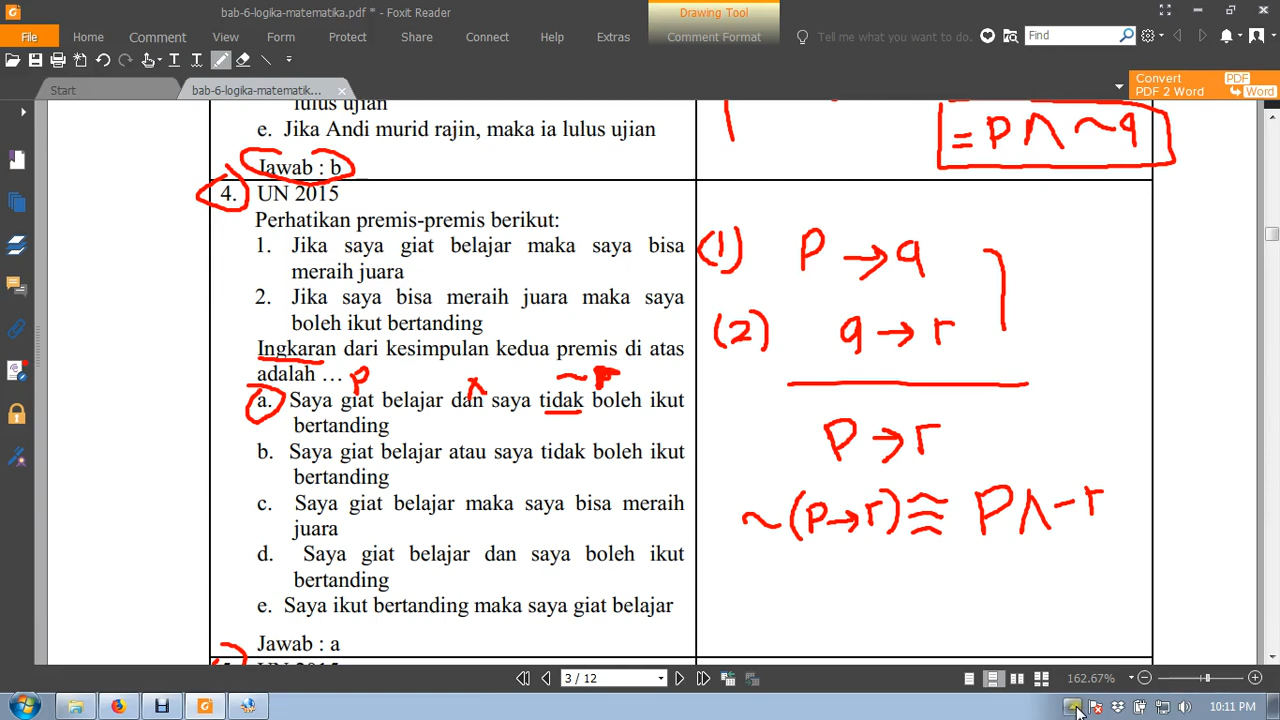 bab-6-logika-matematika.pdf * - Foxit Reader
Drawing Tool
File Home Comment View Form Protect Share Connect Help Extras Comment Format Tell me what you want to do... Find
Start bab-6-logika-matematik...
Convert PDF
PDF 2 Word Word
lulus ujian
e. Jika Andi murid rajin, maka ia lulus ujian
= P ∧ ~q
Jawab : b
4. UN 2015
Perhatikan premis-premis berikut:
1. Jika saya giat belajar maka saya bisa
meraih juara
2. Jika saya bisa meraih juara maka saya
boleh ikut bertanding
Ingkaran dari kesimpulan kedua premis di atas
adalah …
p ∧ ~
a. Saya giat belajar dan saya tidak boleh ikut
bertanding
b. Saya giat belajar atau saya tidak boleh ikut
bertanding
c. Saya giat belajar maka saya bisa meraih
juara
d. Saya giat belajar dan saya boleh ikut
bertanding
e. Saya ikut bertanding maka saya giat belajar
Jawab : a
(1) P → q
(2) q → r
P → r
~(P→r) ≅ P∧~r
3 / 12
162.67%
10:11 PM